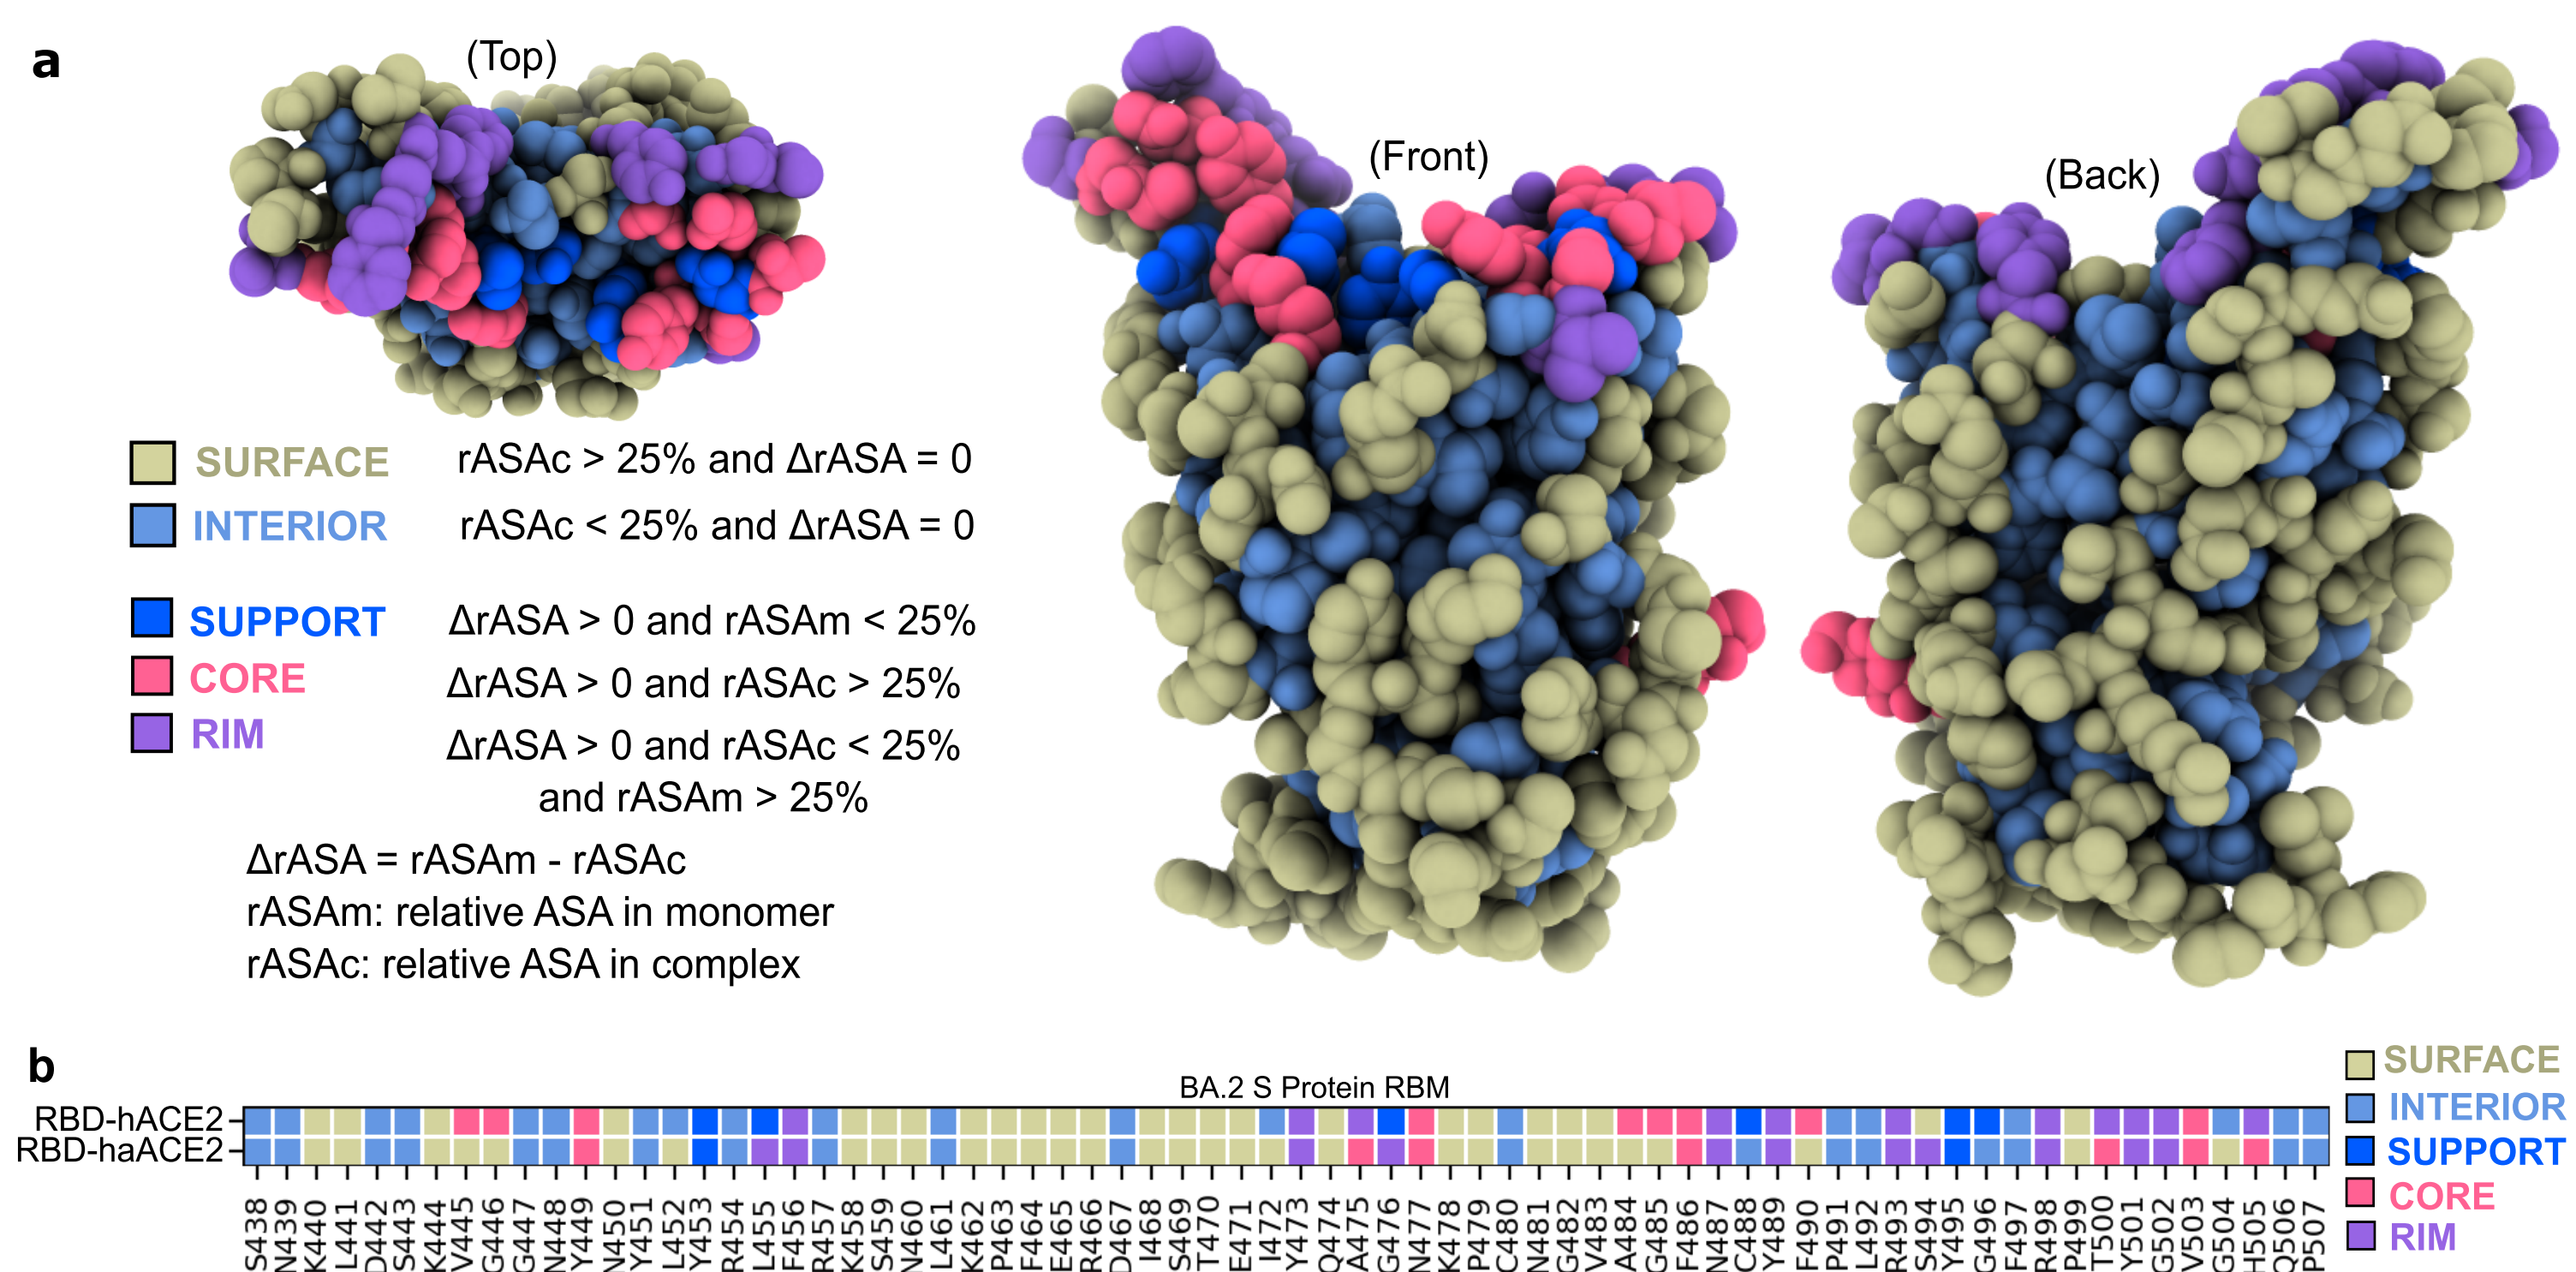 a
(Top)
(Front)
(Back)
SURFACE rASAc > 25% and ΔrASA = 0
INTERIOR rASAc < 25% and ΔrASA = 0
SUPPORT ΔrASA > 0 and rASAm < 25%
CORE ΔrASA > 0 and rASAc > 25%
RIM ΔrASA > 0 and rASAc < 25%
and rASAm > 25%
ΔrASA = rASAm - rASAc
rASAm: relative ASA in monomer
rASAc: relative ASA in complex
b
BA.2 S Protein RBM
RBD-hACE2
RBD-haACE2
S438
N439
K440
L441
D442
S443
K444
V445
G446
G447
N448
Y449
N450
Y451
L452
Y453
R454
L455
F456
R457
K458
S459
N460
L461
K462
P463
F464
E465
R466
D467
I468
S469
T470
E471
I472
Y473
Q474
A475
G476
N477
K478
P479
C480
N481
G482
V483
A484
G485
F486
N487
C488
Y489
F490
P491
L492
R493
S494
Y495
G496
F497
R498
P499
T500
Y501
G502
V503
G504
H505
Q506
P507
SURFACE
INTERIOR
SUPPORT
CORE
RIM